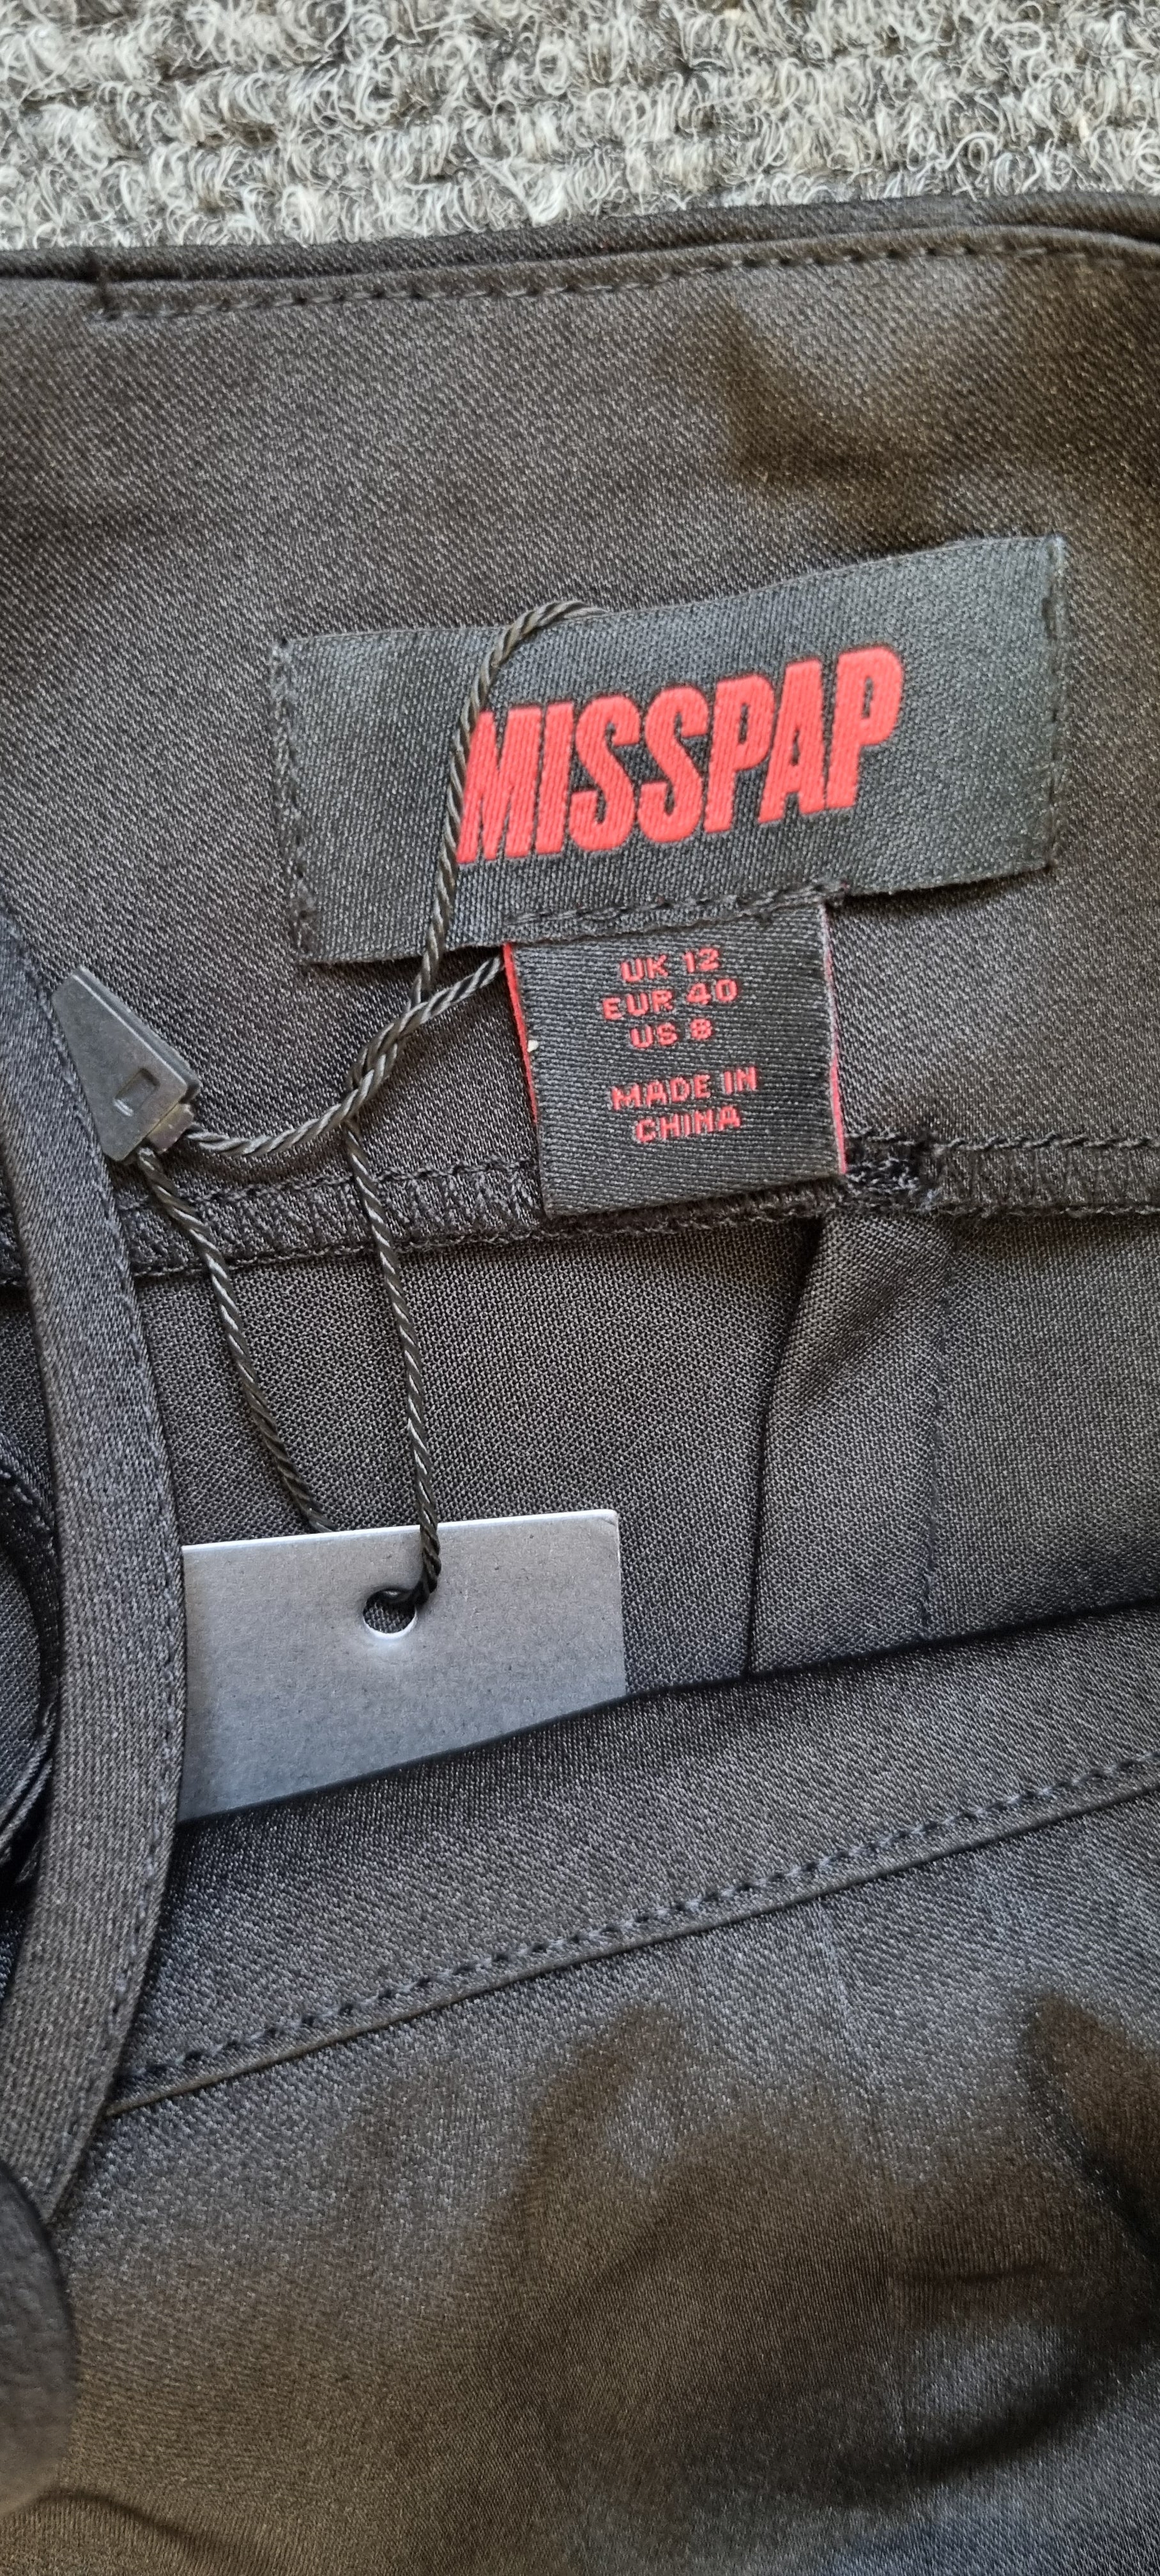 MISSPAP
UK 12
EUR 40
US 8
MADE IN
CHINA